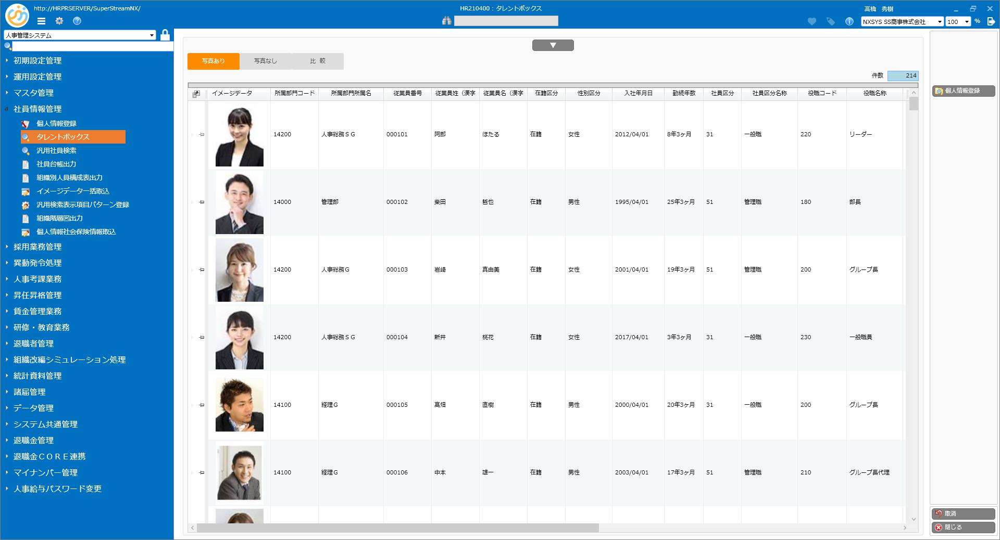 http://HRPRSERVER/SuperStreamNX/
HR210400 : タレントボックス
高橋　秀樹
NXSYS SS商事株式会社
100
%
人事管理システム
初期設定管理
運用設定管理
マスタ管理
社員情報管理
個人情報登録
タレントボックス
汎用社員検索
社員台帳出力
組織別人員構成表出力
イメージデータ一括取込
汎用検索表示項目パターン登録
組織階層図出力
個人情報社会保険情報取込
採用業務管理
異動発令処理
人事考課業務
昇任昇格管理
賃金管理業務
研修・教育業務
退職者管理
組織改編シミュレーション処理
統計資料管理
諸届管理
データ管理
システム共通管理
退職金管理
退職金ＣＯＲＥ連携
マイナンバー管理
人事給与パスワード変更
写真あり 写真なし 比 較
件数 214
イメージデータ 所属部門コード 所属部門所属名 従業員番号 従業員姓（漢字 従業員名（漢字 在籍区分 性別区分 入社年月日 勤続年数 社員区分 社員区分名称 役職コード 役職名称
14200 人事総務ＳＧ 000101 阿部 ほたる 在籍 女性 2012/04/01 8年3ヶ月 31 一般職 220 リーダー
14000 管理部 000102 柴田 哲也 在籍 男性 1995/04/01 25年3ヶ月 51 管理職 180 部長
14200 人事総務Ｇ 000103 岩崎 真由美 在籍 女性 2001/04/01 19年3ヶ月 51 管理職 200 グループ長
14200 人事総務ＳＧ 000104 新井 桃花 在籍 女性 2017/04/01 3年3ヶ月 31 一般職 230 一般職員
14100 経理Ｇ 000105 高畑 直樹 在籍 男性 2000/04/01 20年3ヶ月 31 一般職 200 グループ長
14100 経理Ｇ 000106 中本 雄一 在籍 男性 2003/04/01 17年3ヶ月 51 管理職 210 グループ長代理
個人情報登録
取消
閉じる